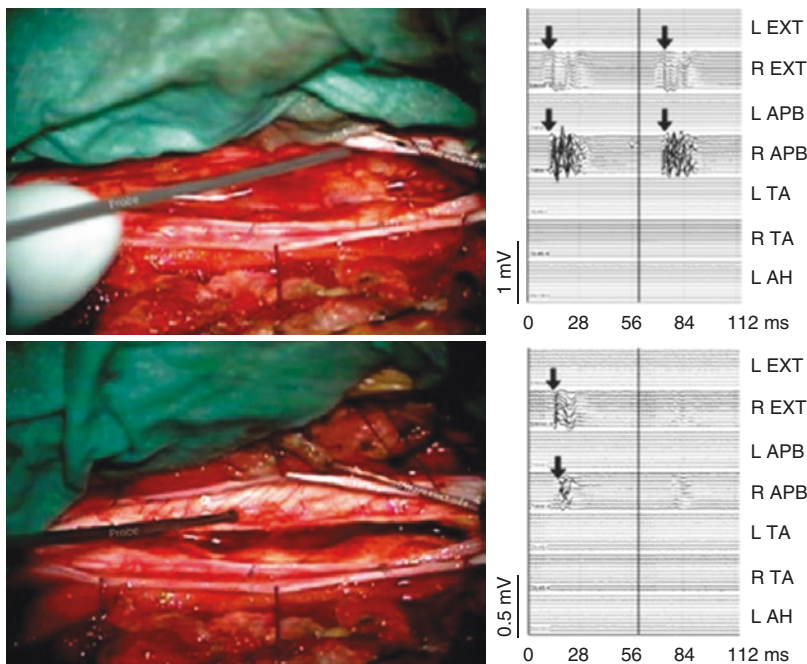 Probe
L EXT
R EXT
L APB
R APB
L TA
R TA
L AH
1 mV
0 28 56 84 112 ms
Probe
L EXT
R EXT
L APB
R APB
L TA
R TA
L AH
0.5 mV
0 28 56 84 112 ms